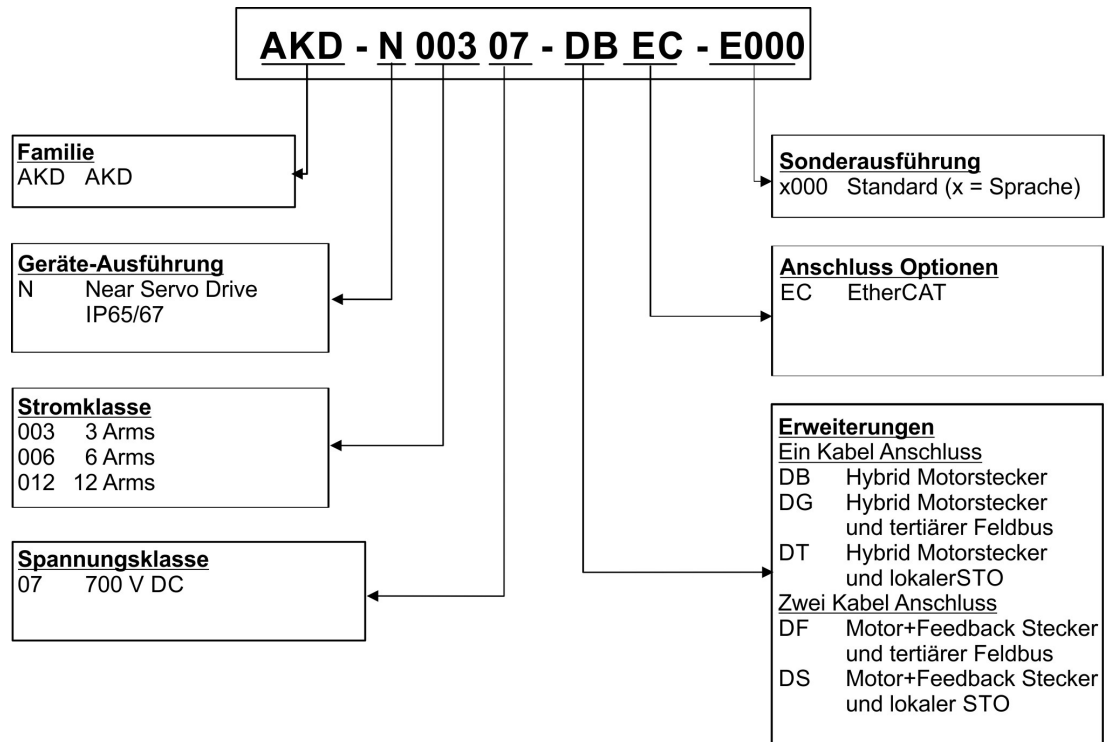 AKD - N 003 07 - DB EC - E000
Familie
AKD AKD
Geräte-Ausführung
N Near Servo Drive
IP65/67
Stromklasse
003 3 Arms
006 6 Arms
012 12 Arms
Spannungsklasse
07 700 V DC
Sonderausführung
x000 Standard (x = Sprache)
Anschluss Optionen
EC EtherCAT
Erweiterungen
Ein Kabel Anschluss
DB Hybrid Motorstecker
DG Hybrid Motorstecker
und tertiärer Feldbus
DT Hybrid Motorstecker
und lokalerSTO
Zwei Kabel Anschluss
DF Motor+Feedback Stecker
und tertiärer Feldbus
DS Motor+Feedback Stecker
und lokaler STO